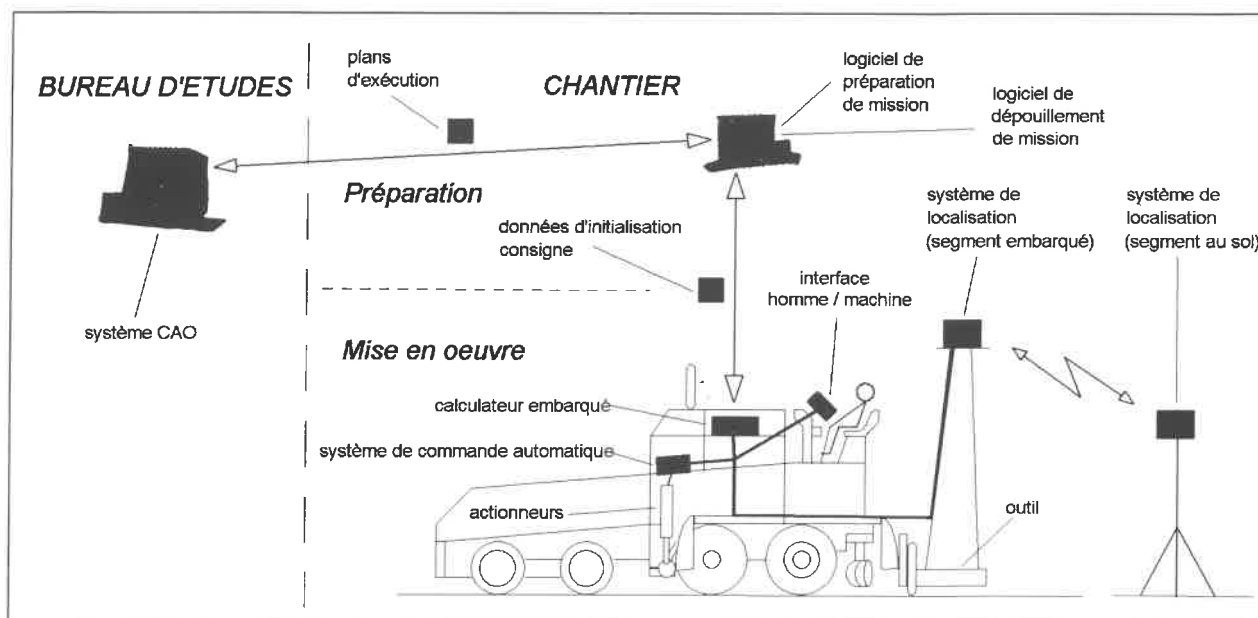 BUREAU D'ETUDES
plans
d'exécution
CHANTIER
logiciel de
préparation
de mission
logiciel de
dépouillement
de mission
Préparation
données d'initialisation
consigne
système de
localisation
(segment embarqué)
système de
localisation
(segment au sol)
interface
homme / machine
système CAO
Mise en oeuvre
calculateur embarqué
système de commande automatique
actionneurs
outil